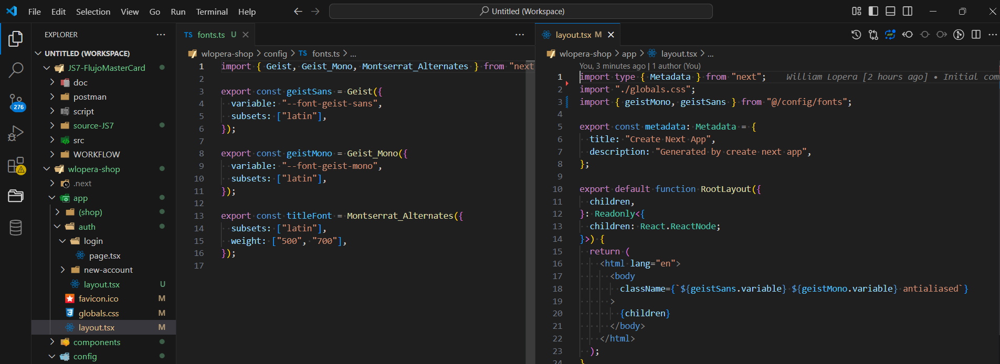 File Edit Selection View Go Run Terminal Help
Untitled (Workspace)
EXPLORER
UNTITLED (WORKSPACE)
JS7-FlujoMasterCard
doc
postman
script
source-JS7
src
WORKFLOW
wlopera-shop
.next
app
(shop)
auth
login
page.tsx
new-account
layout.tsx U
favicon.ico M
globals.css M
layout.tsx M
components
config
276
TS fonts.ts U
wlopera-shop > config > TS fonts.ts > ...
1 import { Geist, Geist_Mono, Montserrat_Alternates } from "next
2
3 export const geistSans = Geist({
4 variable: "--font-geist-sans",
5 subsets: ["latin"],
6 });
7
8 export const geistMono = Geist_Mono({
9 variable: "--font-geist-mono",
10 subsets: ["latin"],
11 });
12
13 export const titleFont = Montserrat_Alternates({
14 subsets: ["latin"],
15 weight: ["500", "700"],
16 });
17
layout.tsx M
wlopera-shop > app > layout.tsx > ...
You, 3 minutes ago | 1 author (You)
1 import type { Metadata } from "next"; William Lopera [2 hours ago] • Initial com
2 import "./globals.css";
3 import { geistMono, geistSans } from "@/config/fonts";
4
5 export const metadata: Metadata = {
6 title: "Create Next App",
7 description: "Generated by create next app",
8 };
9
10 export default function RootLayout({
11 children,
12 }: Readonly<{
13 children: React.ReactNode;
14 }>) {
15 return (
16 <html lang="en">
17 <body
18 className={`${geistSans.variable} ${geistMono.variable} antialiased`}
19 >
20 {children}
21 </body>
22 </html>
23 );
24 }